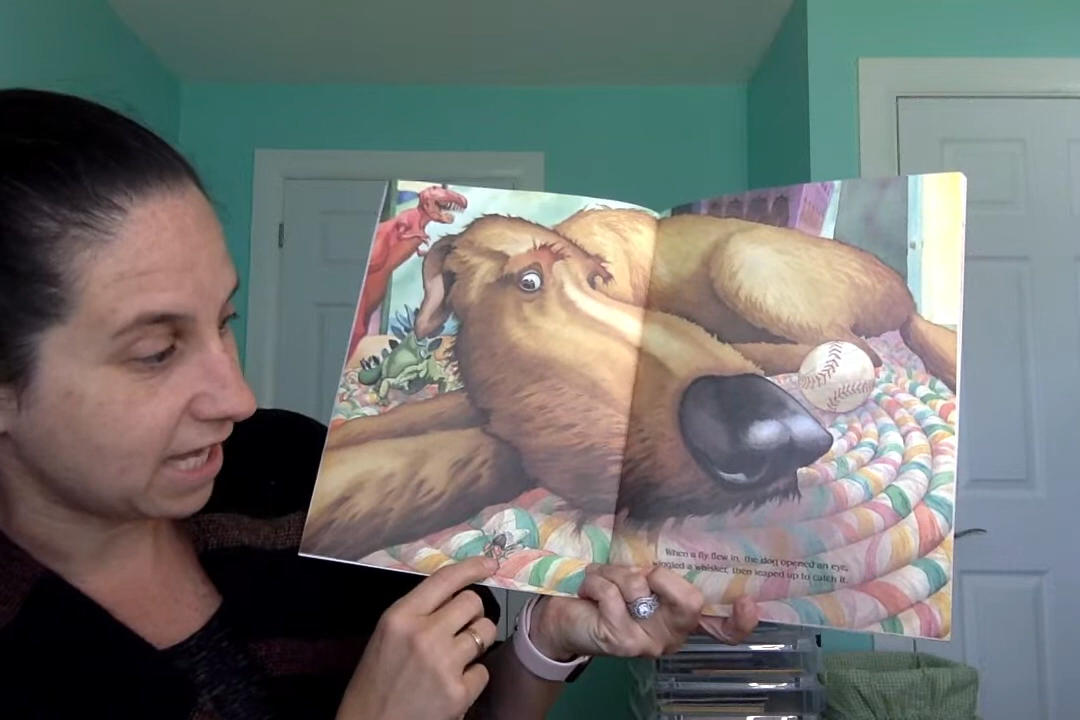 When a fly flew in, the dog opened an eye,
wiggled a whisker, then leaped up to catch it.